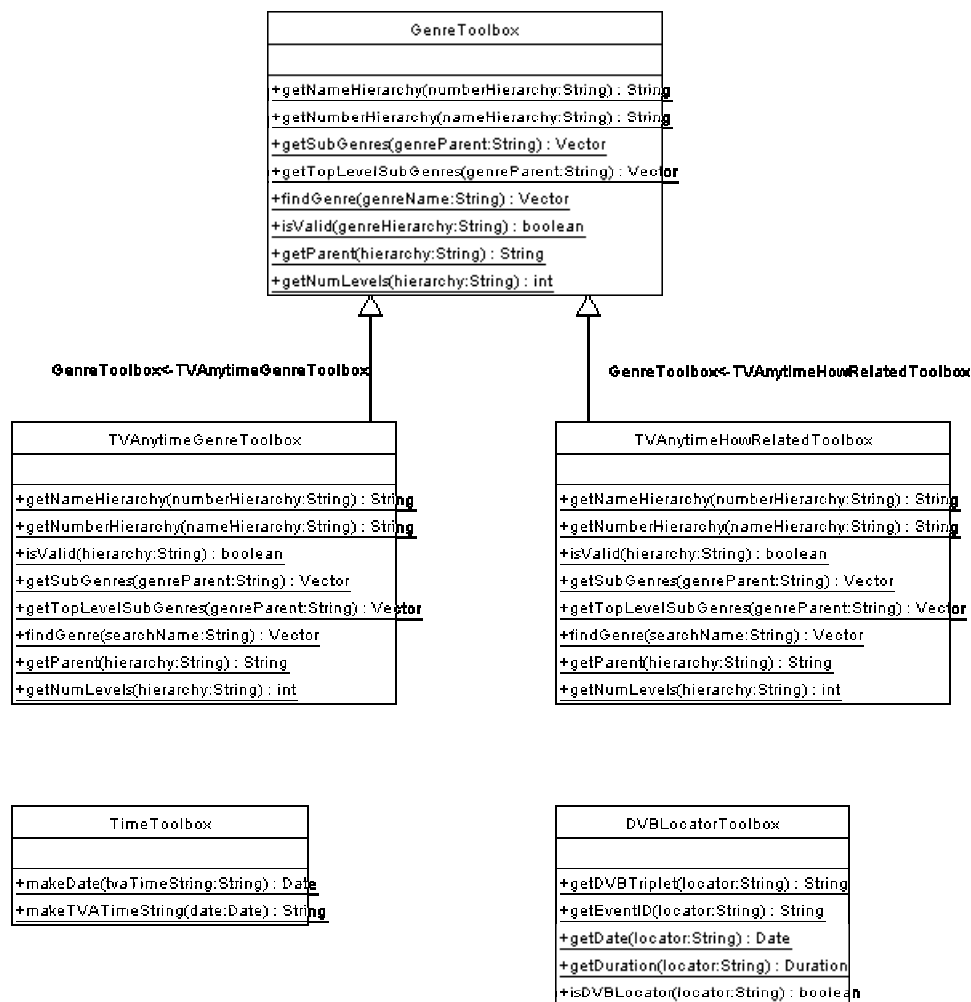 GenreToolbox
+getNameHierarchy(numberHierarchy:String) : String
+getNumberHierarchy(nameHierarchy:String) : String
+getSubGenres(genreParent:String) : Vector
+getTopLevelSubGenres(genreParent:String) : Vector
+findGenre(genreName:String) : Vector
+isValid(genreHierarchy:String) : boolean
+getParent(hierarchy:String) : String
+getNumLevels(hierarchy:String) : int
GenreToolbox<-TVAnytimeGenreToolbox
GenreToolbox<-TVAnytimeHowRelatedToolbox
TVAnytimeGenreToolbox
+getNameHierarchy(numberHierarchy:String) : String
+getNumberHierarchy(nameHierarchy:String) : String
+isValid(hierarchy:String) : boolean
+getSubGenres(genreParent:String) : Vector
+getTopLevelSubGenres(genreParent:String) : Vector
+findGenre(searchName:String) : Vector
+getParent(hierarchy:String) : String
+getNumLevels(hierarchy:String) : int
TVAnytimeHowRelatedToolbox
+getNameHierarchy(numberHierarchy:String) : String
+getNumberHierarchy(nameHierarchy:String) : String
+isValid(hierarchy:String) : boolean
+getSubGenres(genreParent:String) : Vector
+getTopLevelSubGenres(genreParent:String) : Vector
+findGenre(searchName:String) : Vector
+getParent(hierarchy:String) : String
+getNumLevels(hierarchy:String) : int
TimeToolbox
+makeDate(tvaTimeString:String) : Date
+makeTVATimeString(date:Date) : String
DVBLocatorToolbox
+getDVBTriplet(locator:String) : String
+getEventID(locator:String) : String
+getDate(locator:String) : Date
+getDuration(locator:String) : Duration
+isDVBLocator(locator:String) : boolean